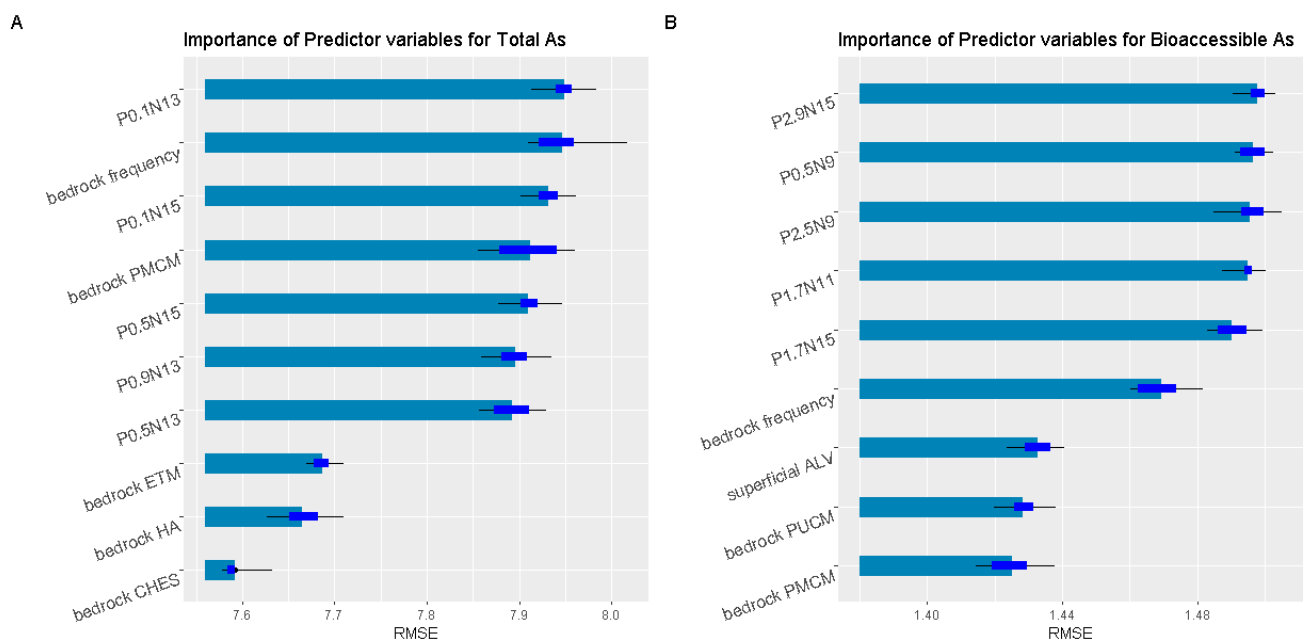 A
Importance of Predictor variables for Total As
P0.1N13
bedrock frequency
P0.1N15
bedrock PMCM
P0.5N15
P0.9N13
P0.5N13
bedrock ETM
bedrock HA
bedrock CHES
7.6 7.7 7.8 7.9 8.0
RMSE
B
Importance of Predictor variables for Bioaccessible As
P2.9N15
P0.5N9
P2.5N9
P1.7N11
P1.7N15
bedrock frequency
superficial ALV
bedrock PUCM
bedrock PMCM
1.40 1.44 1.48
RMSE